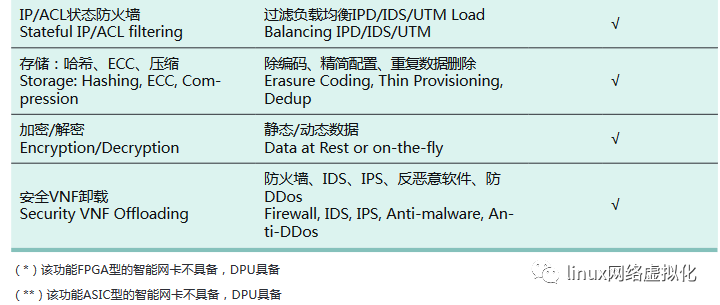 IP/ACL状态防火墙
Stateful IP/ACL filtering
过滤负载均衡IPD/IDS/UTM Load
Balancing IPD/IDS/UTM
√
存储：哈希、ECC、压缩
Storage: Hashing, ECC, Com-
pression
除编码、精简配置、重复数据删除
Erasure Coding, Thin Provisioning,
Dedup
√
加密/解密
Encryption/Decryption
静态/动态数据
Data at Rest or on-the-fly
√
安全VNF卸载
Security VNF Offloading
防火墙、IDS、IPS、反恶意软件、防
DDos
Firewall, IDS, IPS, Anti-malware, An-
ti-DDos
√
（*）该功能FPGA型的智能网卡不具备，DPU具备
（**）该功能ASIC型的智能网卡不具备，DPU具备
linux网络虚拟化